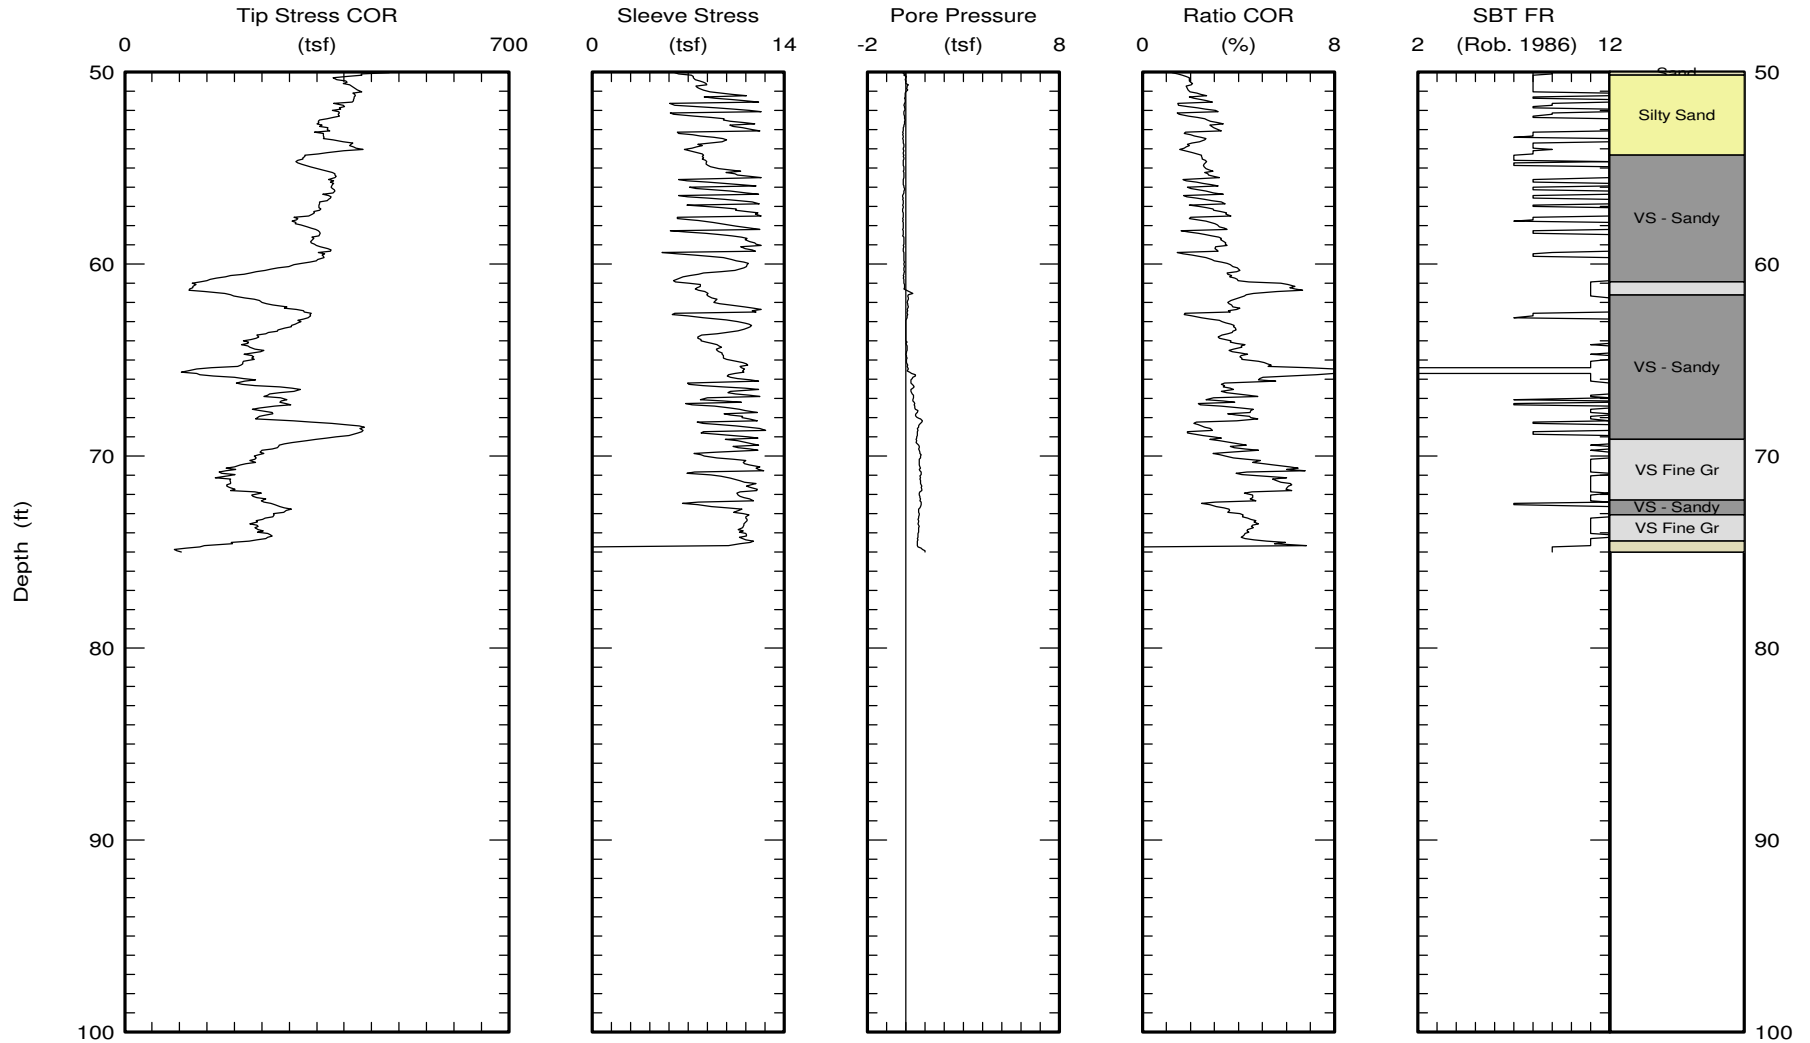 Tip Stress COR Sleeve Stress Pore Pressure Ratio COR SBT FR
0 (tsf) 700 0 (tsf) 14 -2 (tsf) 8 0 (%) 8 2 (Rob. 1986) 12
50 Sand 50
Silty Sand
VS - Sandy
60 60
VS - Sandy
70 VS Fine Gr 70
VS - Sandy
VS Fine Gr
Depth (ft)
80 80
90 90
100 100